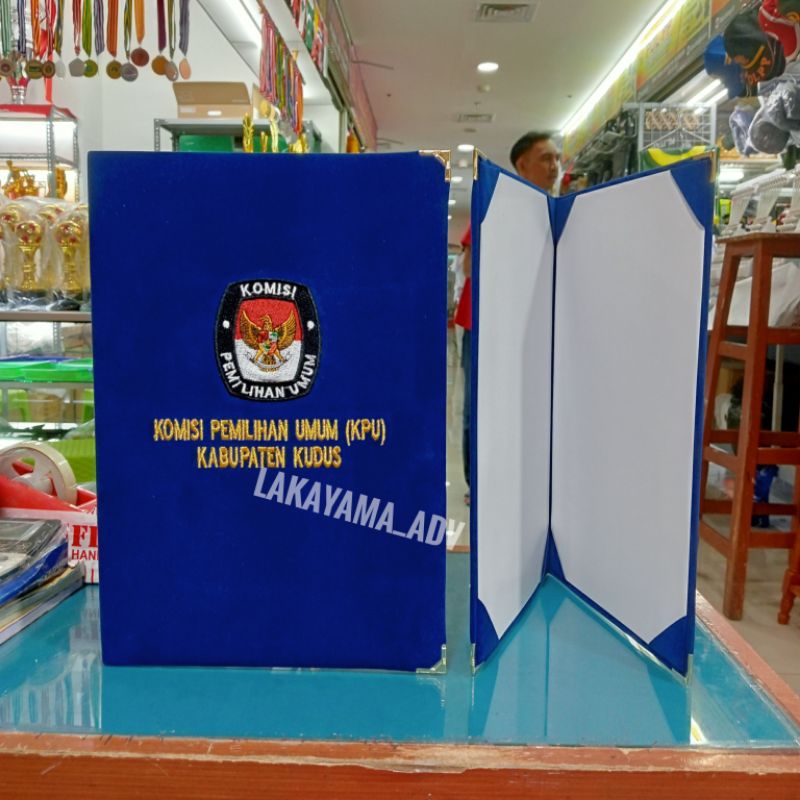 KOMISI
PEMILIHAN UMUM
KOMISI PEMILIHAN UMUM (KPU)
KABUPATEN KUDUS
LAKAYAMA_ADV